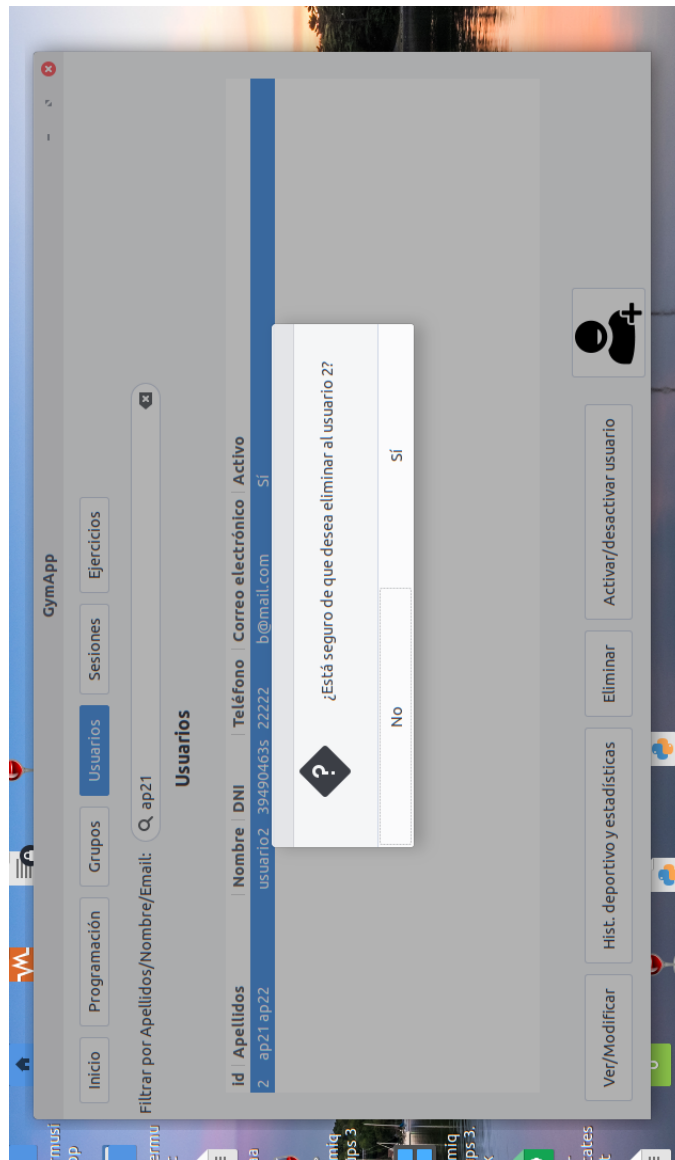 GymApp
Inicio Programación Grupos Usuarios Sesiones Ejercicios
Filtrar por Apellidos/Nombre/Email: ap21
Usuarios
id Apellidos Nombre DNI Teléfono Correo electrónico Activo
2 ap21 ap22 usuario2 39490463s 22222 b@mail.com Sí
¿Está seguro de que desea eliminar al usuario 2?
No Sí
Ver/Modificar Hist. deportivo y estadísticas Eliminar Activar/desactivar usuario